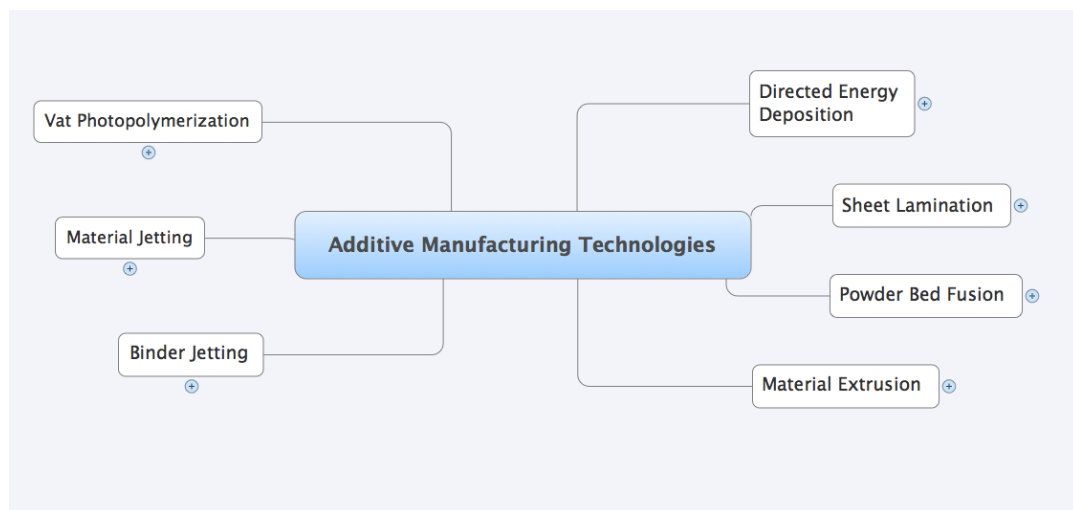 Directed Energy
Deposition
Vat Photopolymerization
Sheet Lamination
Material Jetting
Additive Manufacturing Technologies
Powder Bed Fusion
Binder Jetting
Material Extrusion